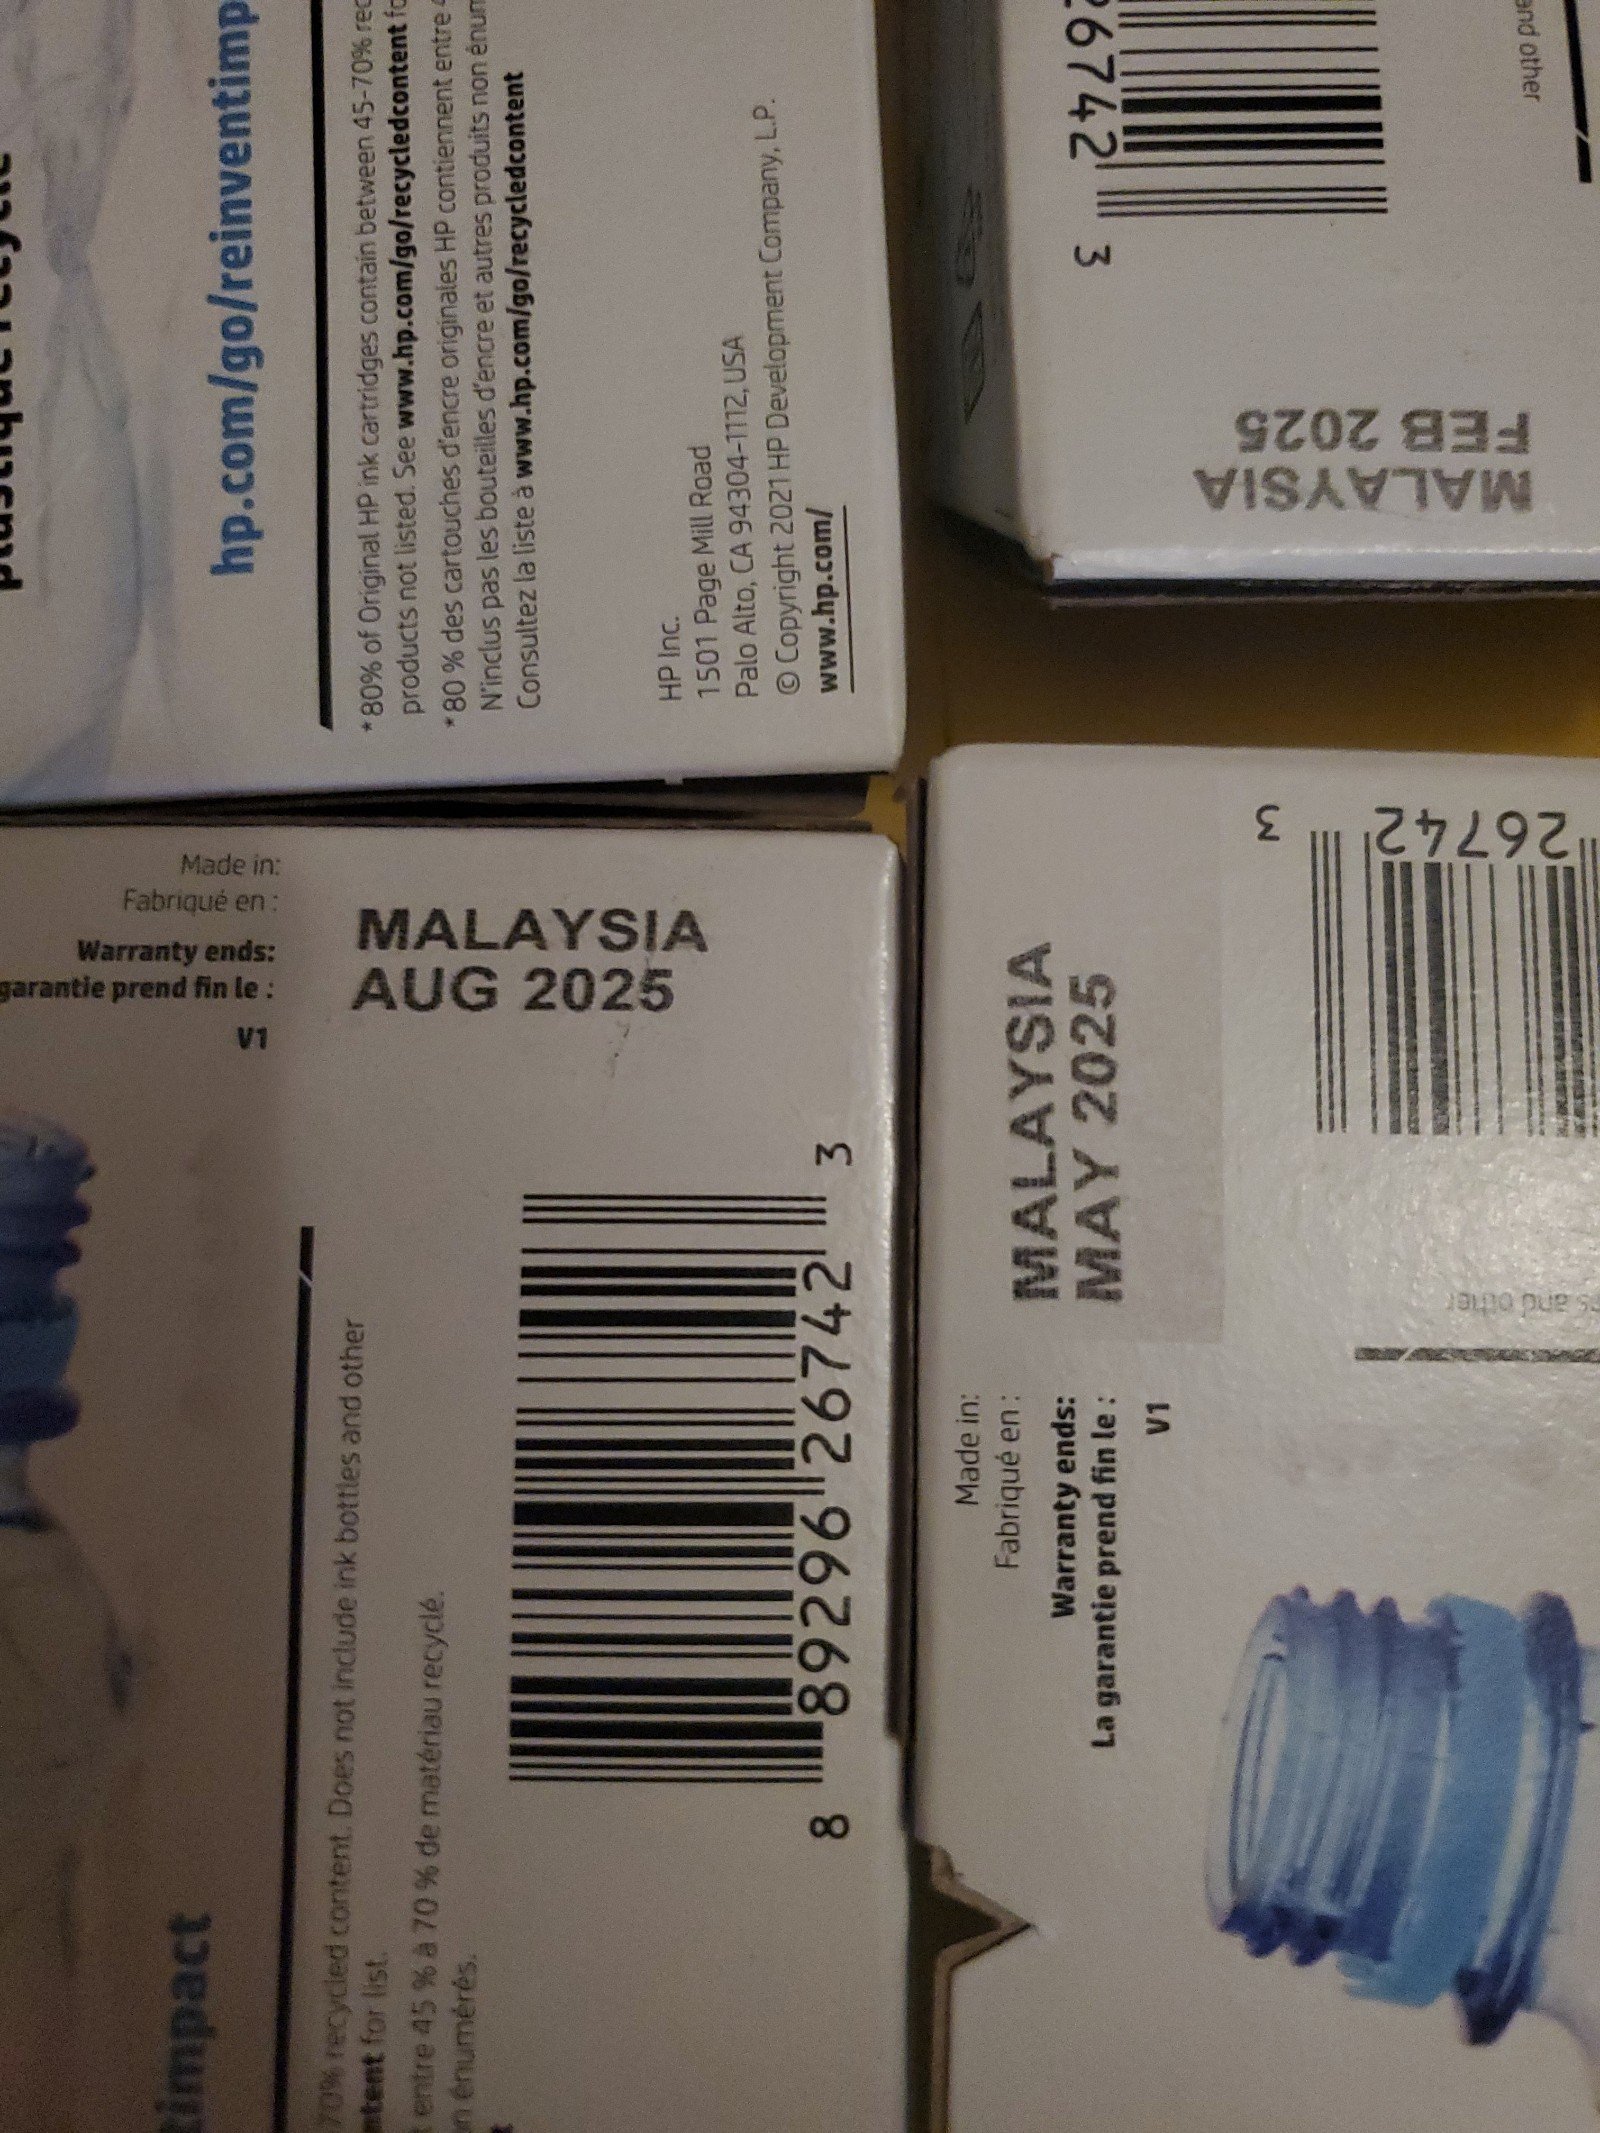 hp.com/go/reinventimp
*80% of Original HP ink cartridges contain between 45-70% rec
products not listed. See www.hp.com/go/recycledcontent fo
*80 % des cartouches d'encre originales HP contiennent entre 4
N'inclus pas les bouteilles d'encre et autres produits non énum
Consultez la liste à www.hp.com/go/recycledcontent
HP Inc.
1501 Page Mill Road
Palo Alto, CA 94304-1112, USA
© Copyright 2021 HP Development Company, L.P.
www.hp.com/
26742 3
and other
MALAYSIA
FEB 2025
Made in:
Fabriqué en :
Warranty ends:
garantie prend fin le :
V1
MALAYSIA
AUG 2025
impact
70% recycled content. Does not include ink bottles and other
ntent for list.
t entre 45 % à 70 % de matériau recyclé.
n énumérés.
8 89296 26742 3
Made in:
Fabriqué en :
Warranty ends:
La garantie prend fin le :
V1
MALAYSIA
MAY 2025
26742 3
s and other